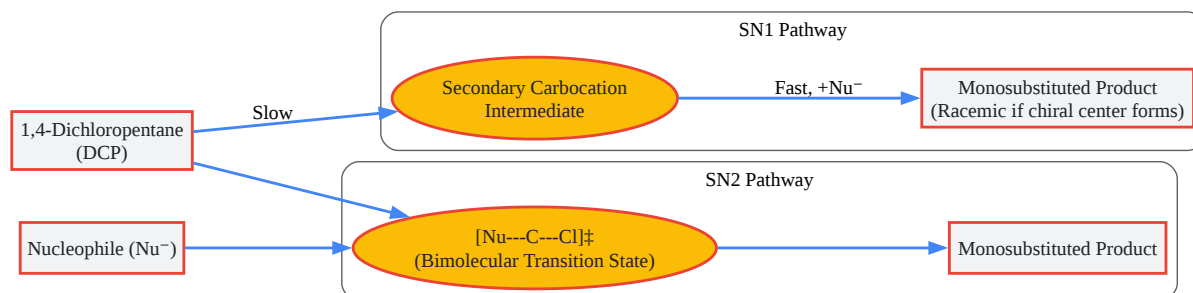 SN1 Pathway
Secondary Carbocation
Intermediate
Fast, +Nu⁻
Monosubstituted Product
(Racemic if chiral center forms)
Slow
1,4-Dichloropentane
(DCP)
SN2 Pathway
Nucleophile (Nu⁻)
[Nu---C---Cl]‡
(Bimolecular Transition State)
Monosubstituted Product